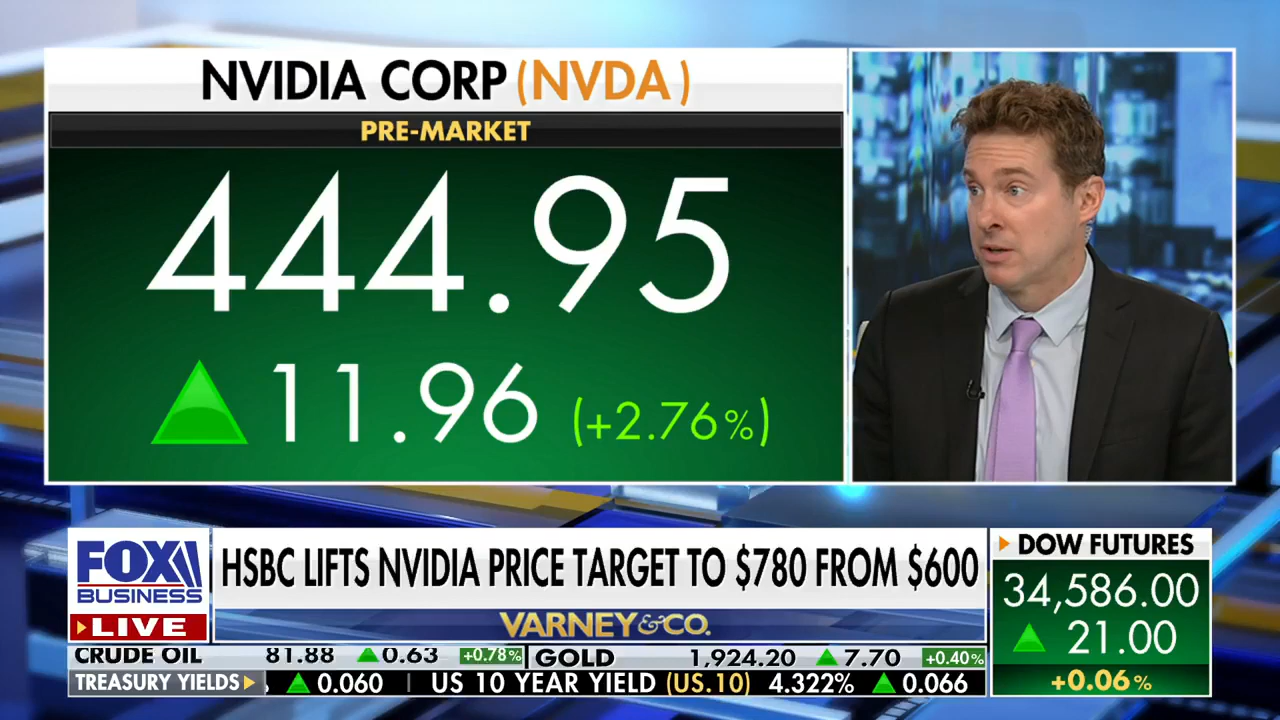 NVIDIA CORP (NVDA)
PRE-MARKET
444.95
11.96 (+2.76%)
FOX
BUSINESS
LIVE
HSBC LIFTS NVIDIA PRICE TARGET TO $780 FROM $600
VARNEY & CO.
DOW FUTURES
34,586.00
21.00
+0.06%
CRUDE OIL 81.88 0.63 +0.78% GOLD 1,924.20 7.70 +0.40%
TREASURY YIELDS 0.060 US 10 YEAR YIELD (US.10) 4.322% 0.066